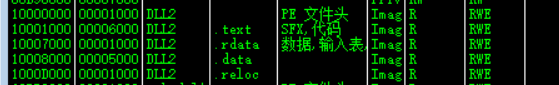 10000000 00001000 DLL2 PE 文件头 Imag R RWE
10001000 00006000 DLL2 .text SFX,代码 Imag R RWE
10007000 00001000 DLL2 .rdata 数据,输入表, Imag R RWE
10008000 00005000 DLL2 .data Imag R RWE
1000D000 00001000 DLL2 .reloc Imag R RWE